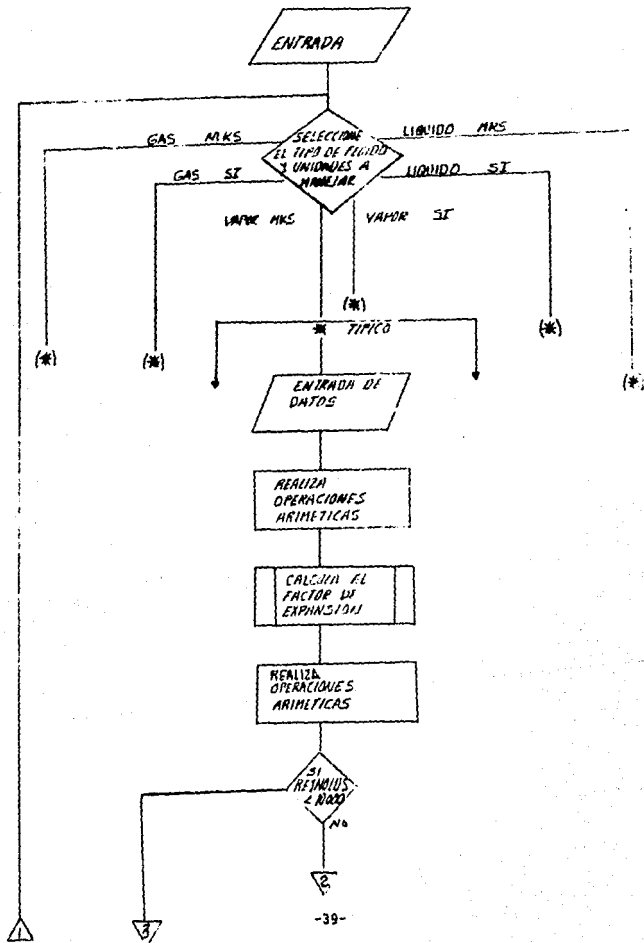 ENTRADA
SELECCIONE
EL TIPO DE FLUIDO
Y UNIDADES A
MANEJAR
GAS MKS
LIQUIDO MKS
GAS SI
LIQUIDO SI
VAPOR MKS
VAPOR SI
(*)
(*)
(*)
(*)
(*)
* TIPICO
ENTRADA DE
DATOS
REALIZA
OPERACIONES
ARIMETICAS
CALCULA EL
FACTOR DE
EXPANSION
REALIZA
OPERACIONES
ARIMETICAS
SI
REYNOLDS
< 10000
NO
2
1
3
-39-